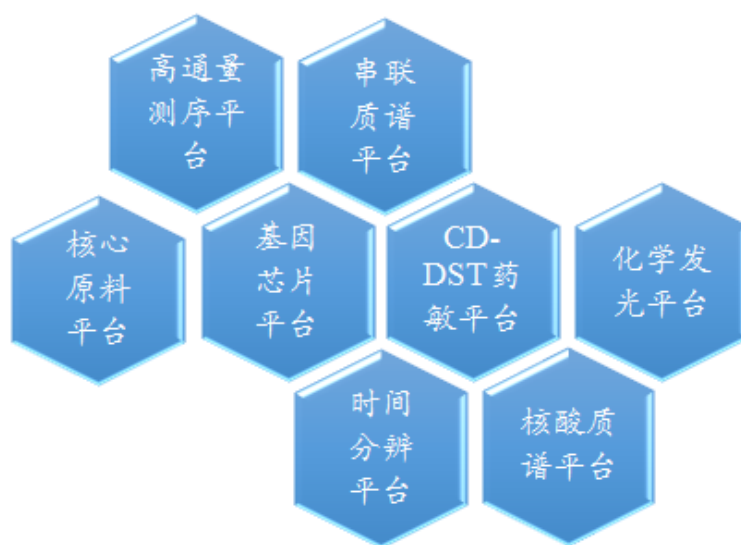 高通量
测序平
台
串联
质谱
平台
核心
原料
平台
基因
芯片
平台
CD-
DST药
敏平台
化学发
光平台
时间
分辨
平台
核酸质
谱平台